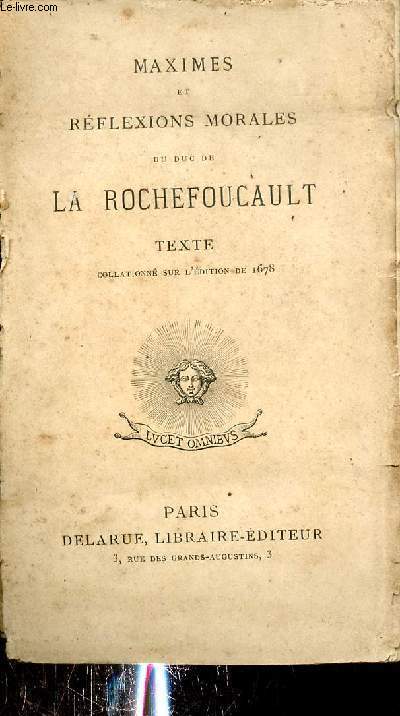 Le-livre.com
MAXIMES
ET
RÉFLEXIONS MORALES
DU DUC DE
LA ROCHEFOUCAULT
TEXTE
COLLATIONNÉ SUR L'ÉDITION DE 1678
LVCET OMNIBVS
PARIS
DELARUE, LIBRAIRE-ÉDITEUR
3, RUE DES GRANDS-AUGUSTINS, 3